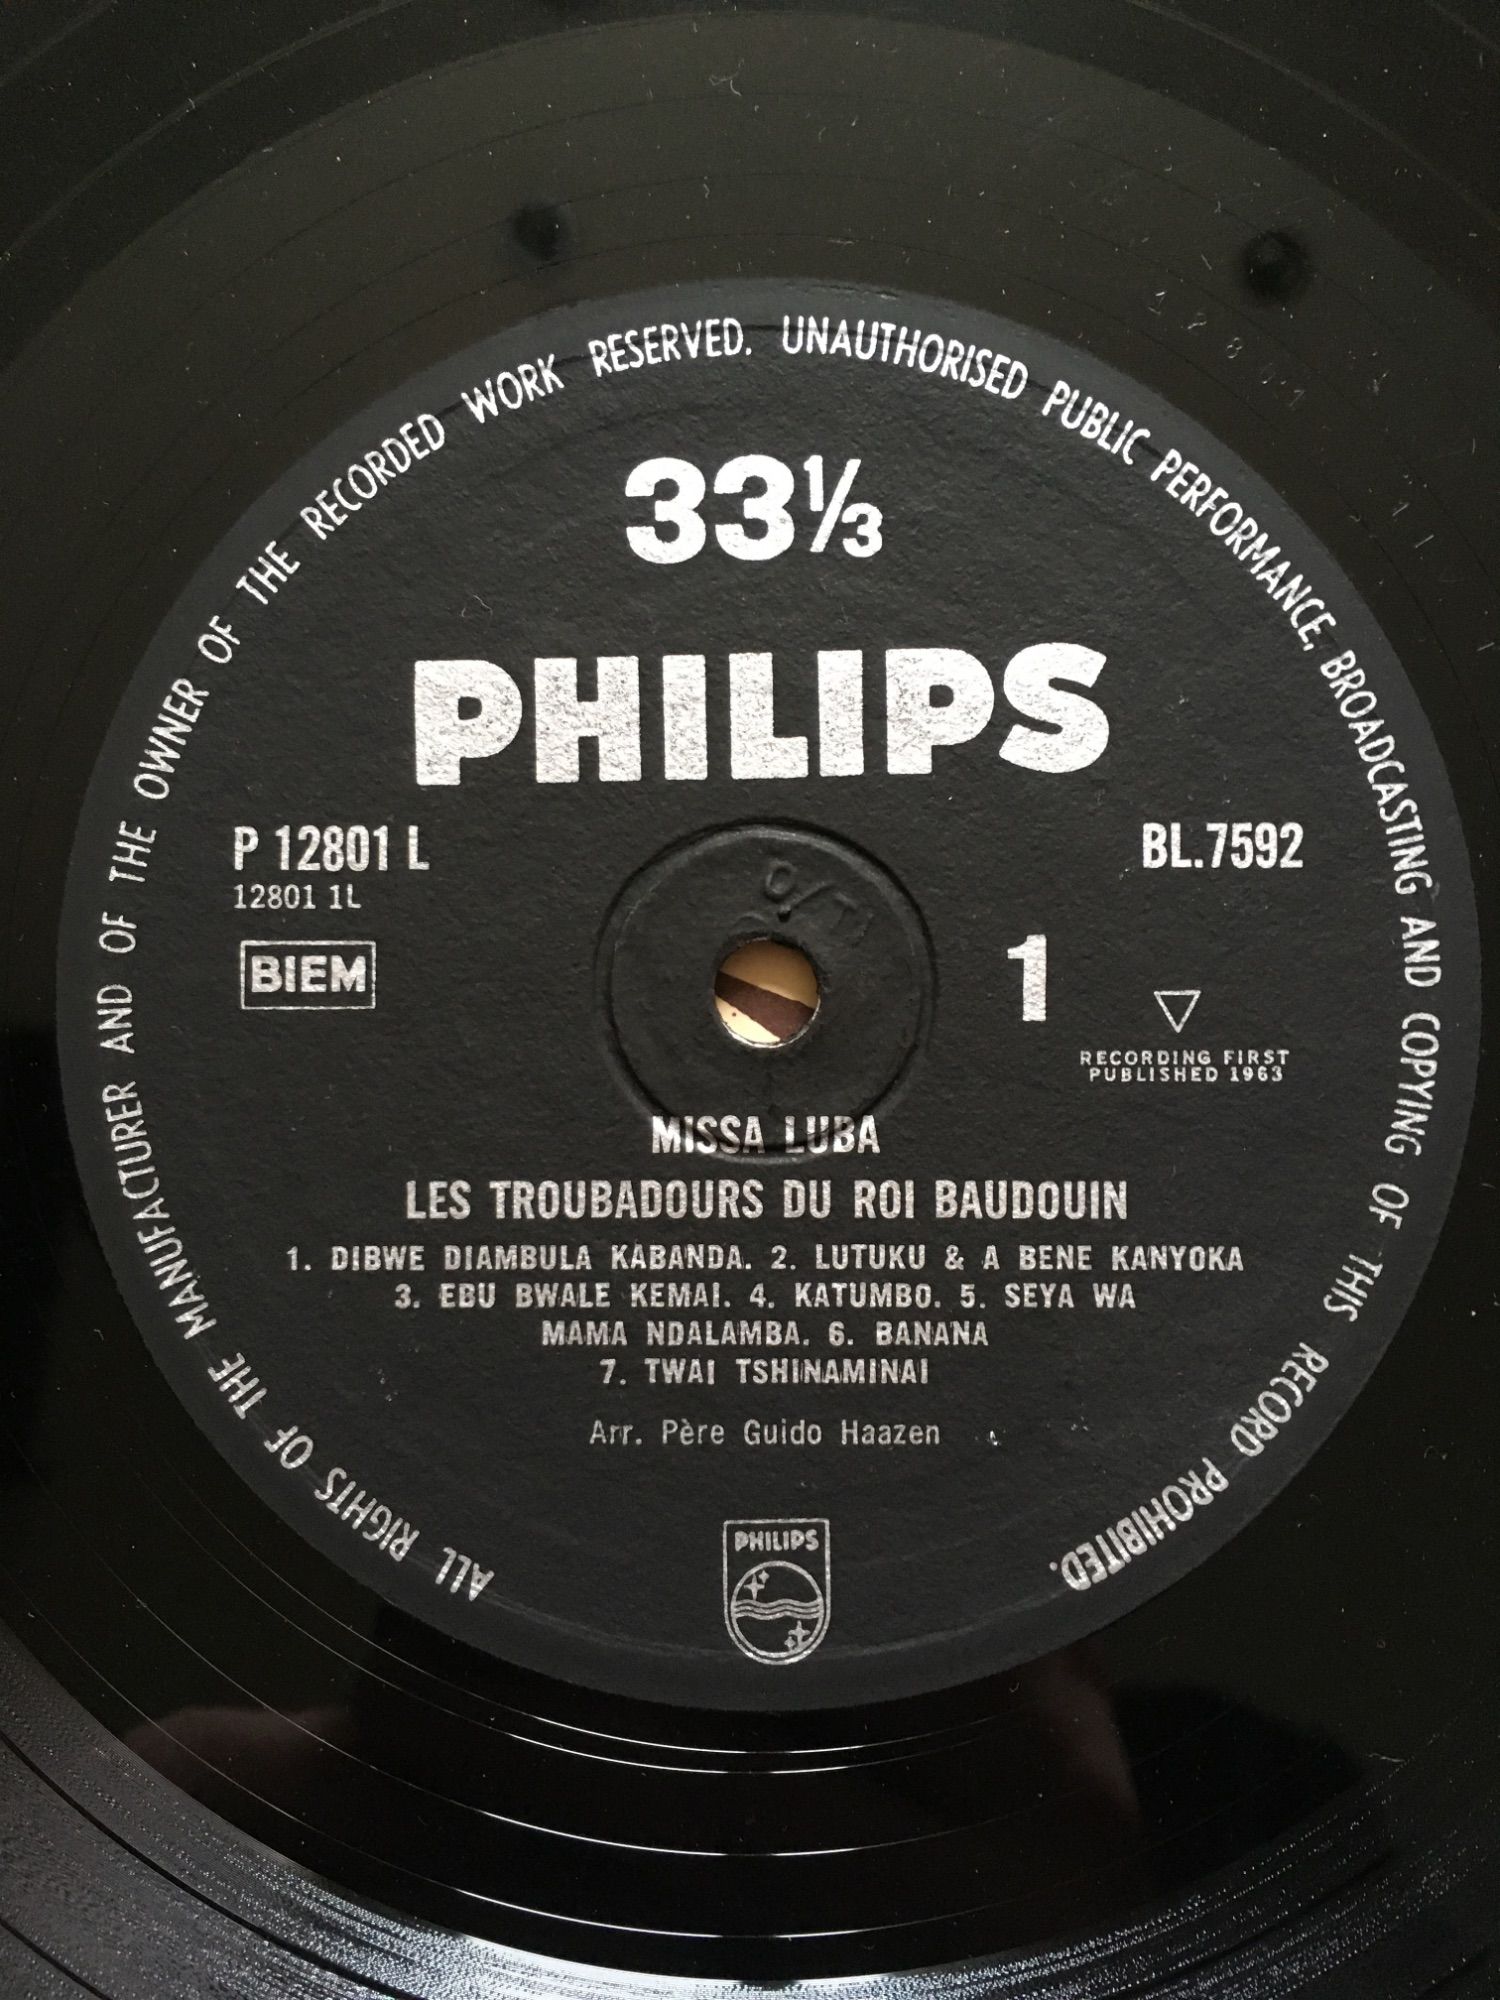 ALL RIGHTS OF THE MANUFACTURER AND OF THE OWNER OF THE RECORDED WORK RESERVED. UNAUTHORISED PUBLIC PERFORMANCE, BROADCASTING AND COPYING OF THIS RECORD PROHIBITED.
33⅓
PHILIPS
P 12801 L
BL.7592
12801 1L
BIEM
1
RECORDING FIRST
PUBLISHED 1963
MISSA LUBA
LES TROUBADOURS DU ROI BAUDOUIN
1. DIBWE DIAMBULA KABANDA. 2. LUTUKU & A BENE KANYOKA
3. EBU BWALE KEMAI. 4. KATUMBO. 5. SEYA WA
MAMA NDALAMBA. 6. BANANA
7. TWAI TSHINAMINAI
Arr. Père Guido Haazen
PHILIPS